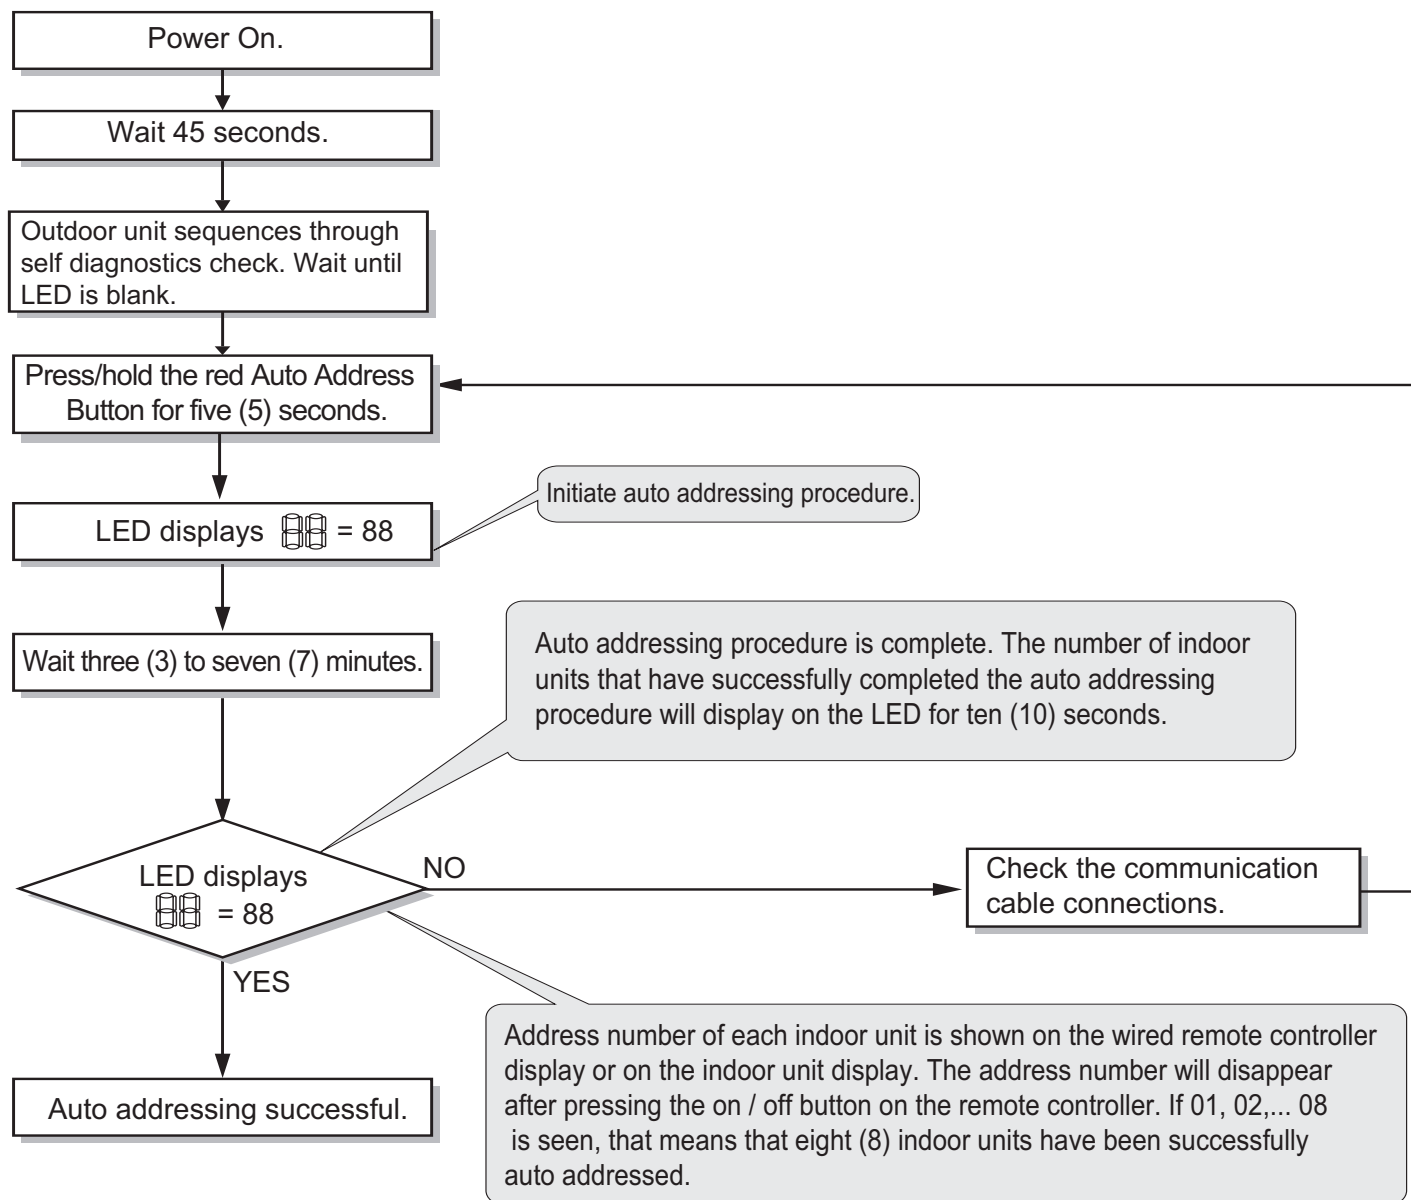 Power On.
Wait 45 seconds.
Outdoor unit sequences through
self diagnostics check. Wait until
LED is blank.
Press/hold the red Auto Address
Button for five (5) seconds.
Initiate auto addressing procedure.
LED displays 88 = 88
Wait three (3) to seven (7) minutes.
Auto addressing procedure is complete. The number of indoor
units that have successfully completed the auto addressing
procedure will display on the LED for ten (10) seconds.
LED displays
88 = 88
NO
Check the communication
cable connections.
YES
Address number of each indoor unit is shown on the wired remote controller
display or on the indoor unit display. The address number will disappear
after pressing the on / off button on the remote controller. If 01, 02,... 08
is seen, that means that eight (8) indoor units have been successfully
auto addressed.
Auto addressing successful.